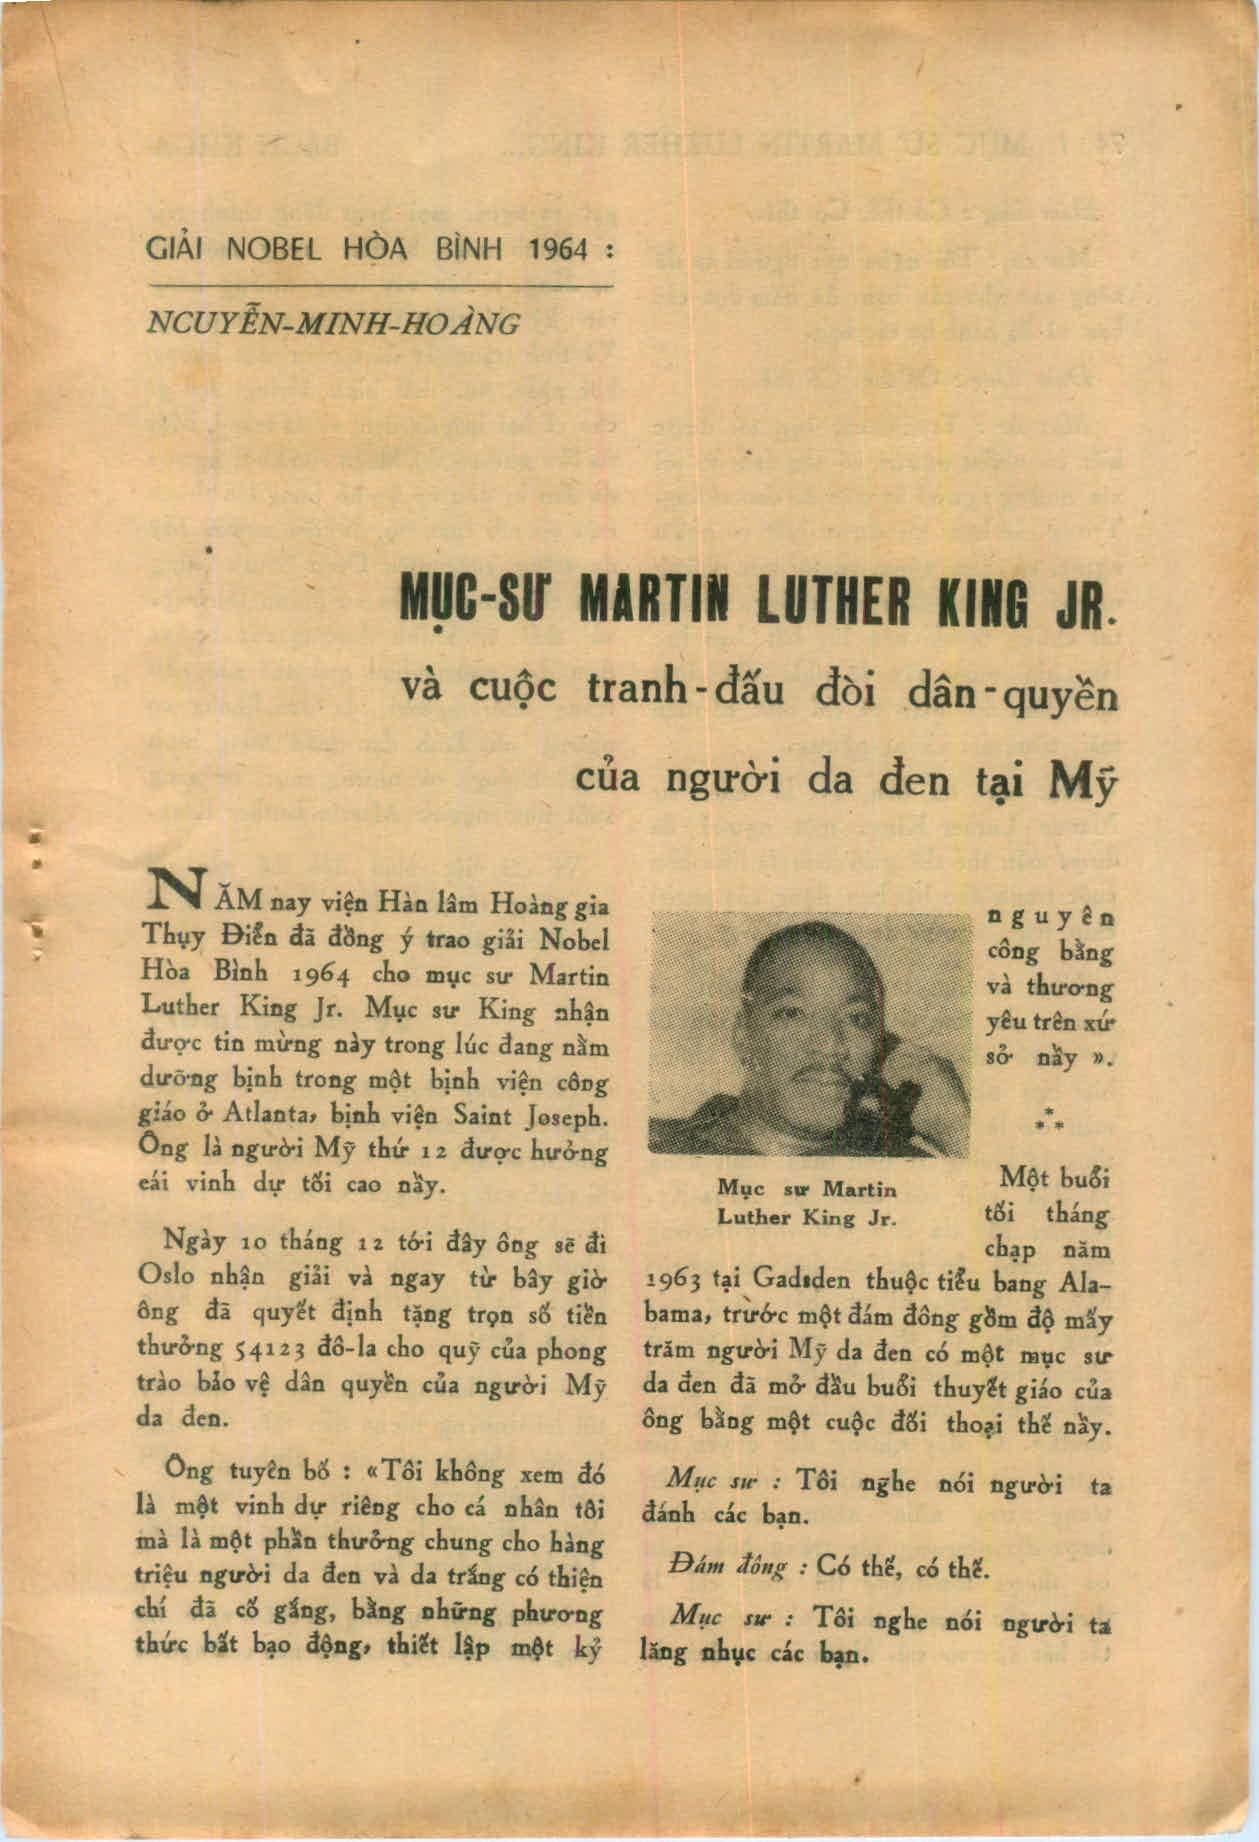 GIẢI NOBEL HÒA BÌNH 1964 :
NCUYỄN-MINH-HOÀNG
MỤC-SƯ MARTIN LUTHER KING JR.
và cuộc tranh-đấu đòi dân-quyền
của người da đen tại Mỹ
NĂM nay viện Hàn lâm Hoàng gia
Thụy Điển đã đồng ý trao giải Nobel
Hòa Bình 1964 cho mục sư Martin
Luther King Jr. Mục sư King nhận
được tin mừng này trong lúc đang nằm
dưỡng bịnh trong một bịnh viện công
giáo ở Atlanta, bịnh viện Saint Joseph.
Ông là người Mỹ thứ 12 được hưởng
cái vinh dự tối cao nầy.
Ngày 10 tháng 12 tới đây ông sẽ đi
Oslo nhận giải và ngay từ bây giờ
ông đã quyết định tặng trọn số tiền
thưởng 54123 đô-la cho quỹ của phong
trào bảo vệ dân quyền của người Mỹ
da đen.
Ông tuyên bố : «Tôi không xem đó
là một vinh dự riêng cho cá nhân tôi
mà là một phần thưởng chung cho hàng
triệu người da đen và da trắng có thiện
chí đã cố gắng, bằng những phương
thức bất bạo động, thiết lập một kỷ
nguyên
công bằng
và thương
yêu trên xứ
sở nầy ».
* * *
Mục sư Martin
Luther King Jr.
Một buổi
tối tháng
chạp năm
1963 tại Gadsden thuộc tiểu bang Ala-
bama, trước một đám đông gồm độ mấy
trăm người Mỹ da đen có một mục sư
da đen đã mở đầu buổi thuyết giáo của
ông bằng một cuộc đối thoại thế nầy.
Mục sư : Tôi nghe nói người ta
đánh các bạn.
Đám đông : Có thế, có thế.
Mục sư : Tôi nghe nói người ta
lăng nhục các bạn.